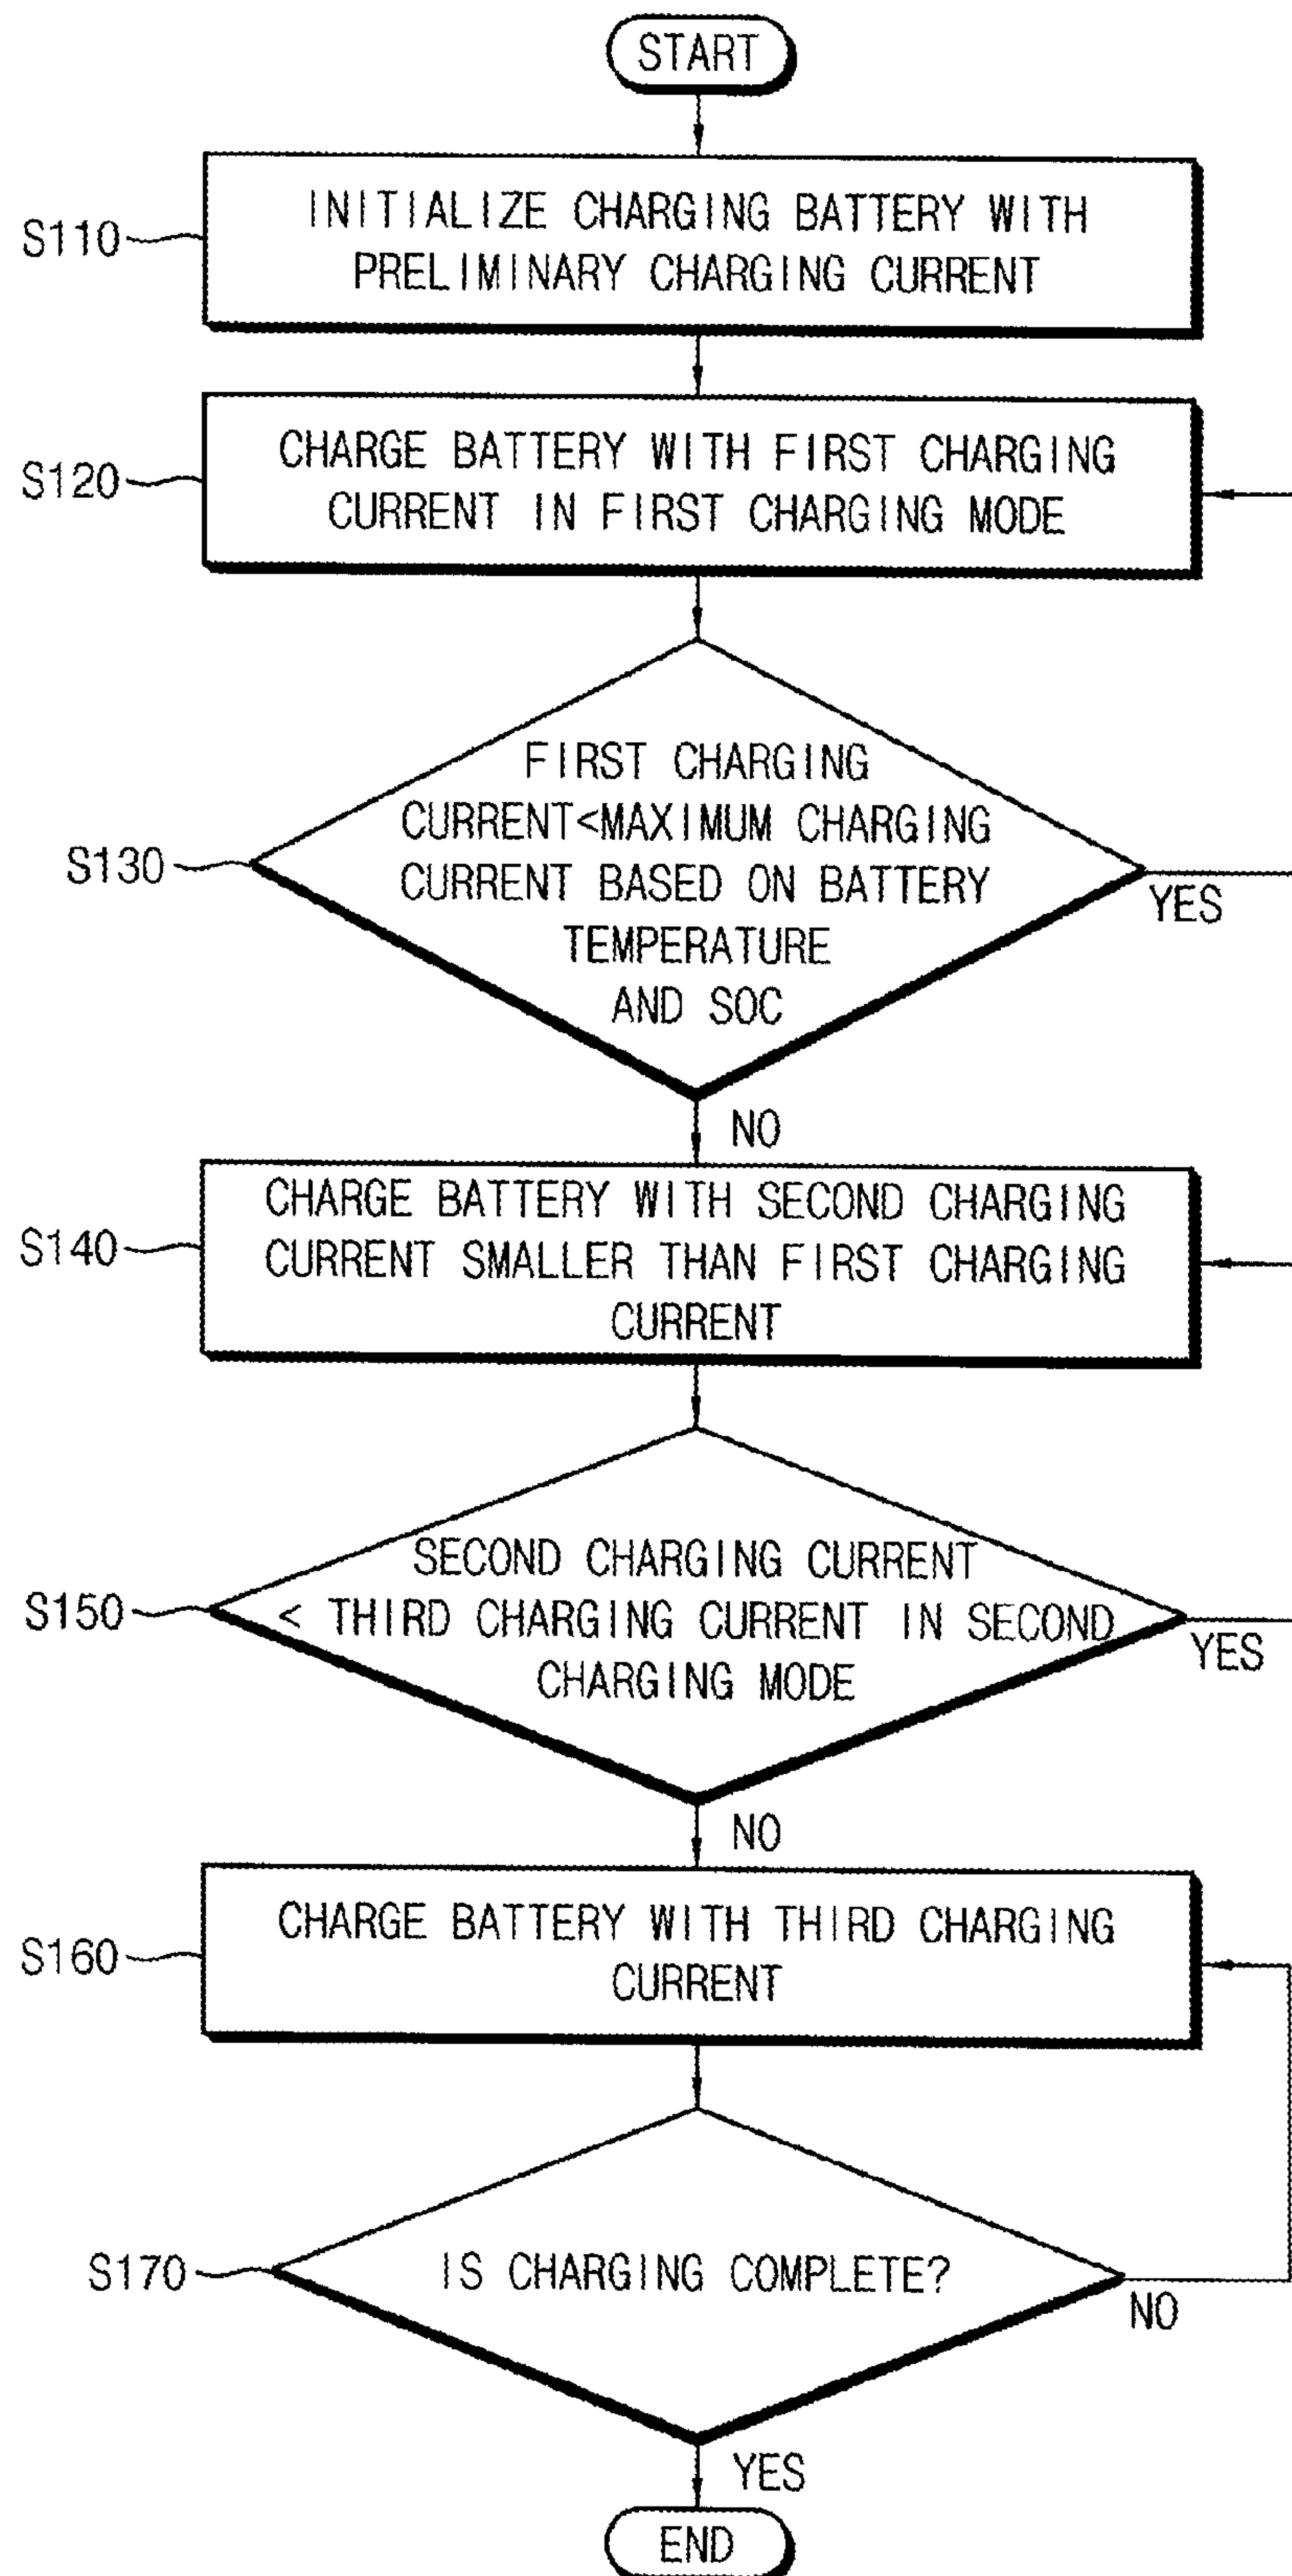 START
S110
INITIALIZE CHARGING BATTERY WITH
PRELIMINARY CHARGING CURRENT
S120
CHARGE BATTERY WITH FIRST CHARGING
CURRENT IN FIRST CHARGING MODE
S130
FIRST CHARGING
CURRENT<MAXIMUM CHARGING
CURRENT BASED ON BATTERY
TEMPERATURE
AND SOC
YES
NO
S140
CHARGE BATTERY WITH SECOND CHARGING
CURRENT SMALLER THAN FIRST CHARGING
CURRENT
S150
SECOND CHARGING CURRENT
< THIRD CHARGING CURRENT IN SECOND
CHARGING MODE
YES
NO
S160
CHARGE BATTERY WITH THIRD CHARGING
CURRENT
S170
IS CHARGING COMPLETE?
NO
YES
END